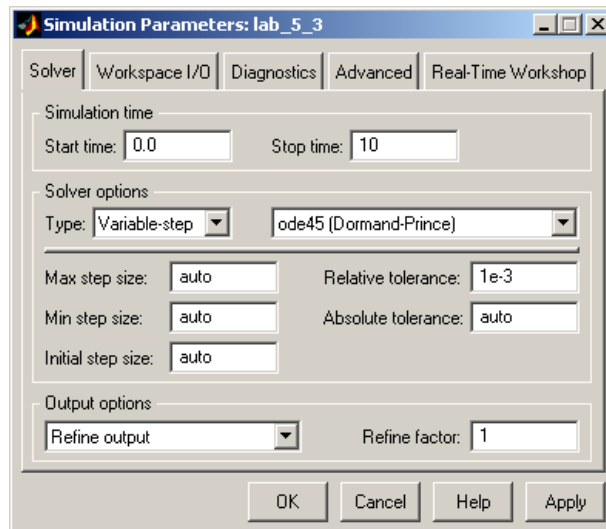 Simulation Parameters: lab_5_3
Solver Workspace I/O Diagnostics Advanced Real-Time Workshop
Simulation time
Start time: 0.0 Stop time: 10
Solver options
Type: Variable-step ode45 (Dormand-Prince)
Max step size: auto Relative tolerance: 1e-3
Min step size: auto Absolute tolerance: auto
Initial step size: auto
Output options
Refine output Refine factor: 1
OK Cancel Help Apply